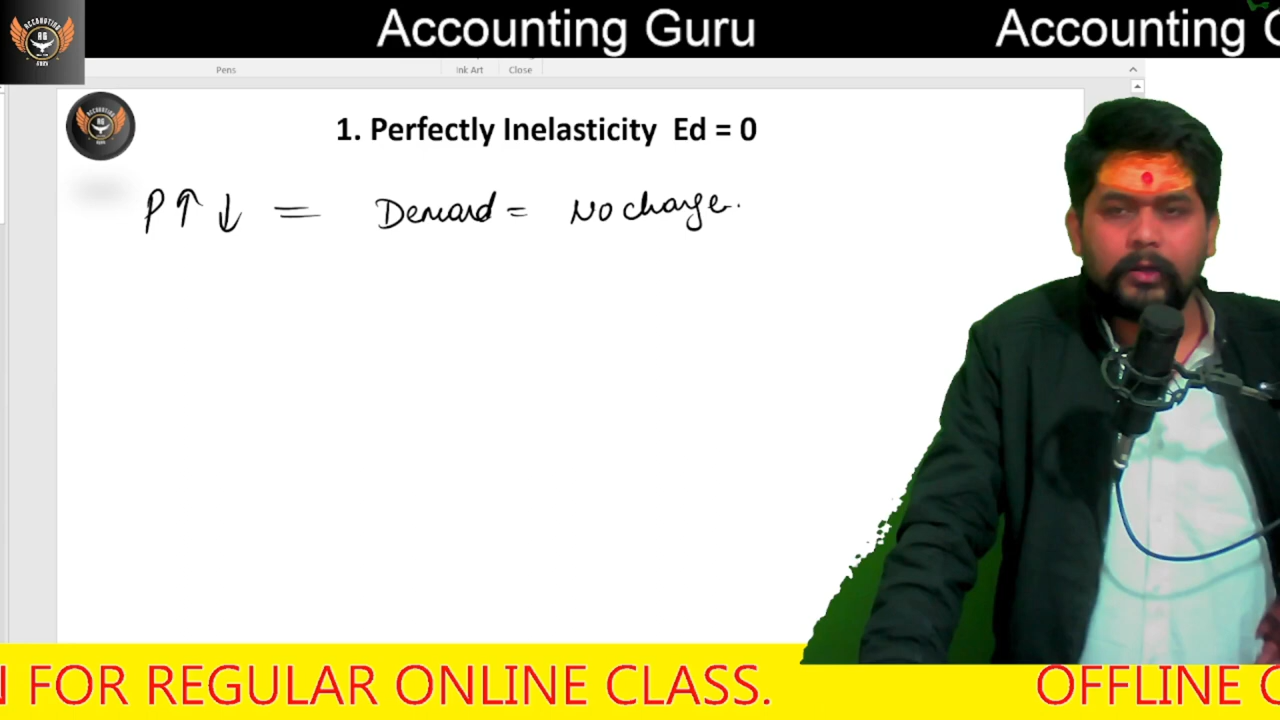 Accounting Guru
Accounting
Pens
Ink Art
Close
1. Perfectly Inelasticity Ed = 0
P↑↓ = Demand = No change.
FOR REGULAR ONLINE CLASS.
OFFLINE